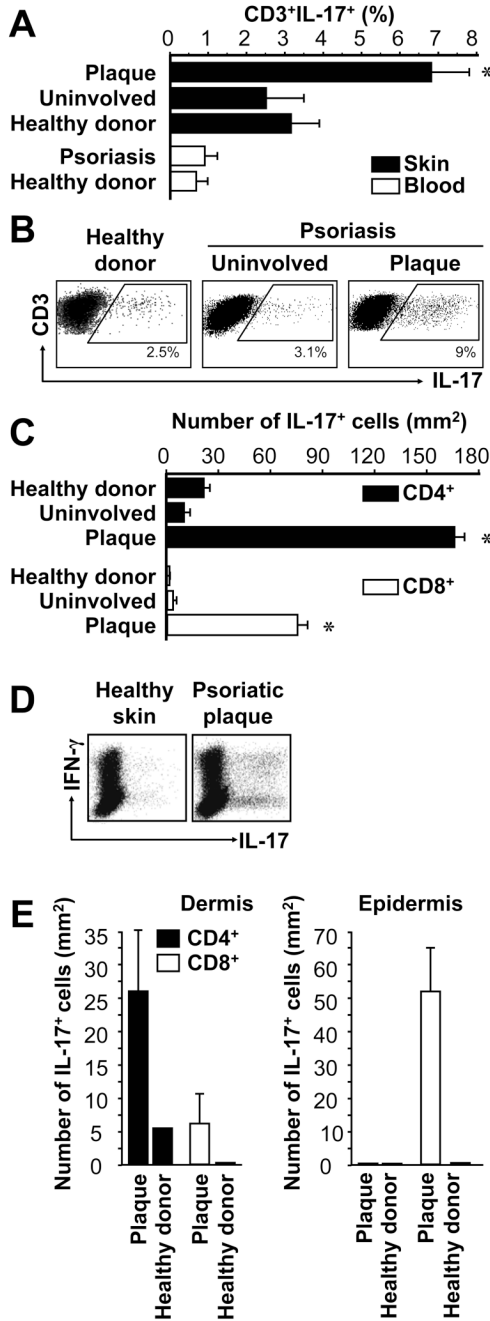 A
CD3+IL-17+ (%)
0 1 2 3 4 5 6 7 8
Plaque *
Uninvolved
Healthy donor
Psoriasis
Healthy donor
Skin
Blood
B
Healthy donor
Psoriasis
Uninvolved
Plaque
CD3
2.5%
3.1%
9%
IL-17
C
Number of IL-17+ cells (mm²)
0 30 60 90 120 150 180
Healthy donor
Uninvolved
Plaque *
CD4+
Healthy donor
Uninvolved
Plaque *
CD8+
D
Healthy skin
Psoriatic plaque
IFN-γ
IL-17
E
Dermis
CD4+
CD8+
Number of IL-17+ cells (mm²)
35
30
25
20
15
10
5
0
Plaque
Healthy donor
Plaque
Healthy donor
Epidermis
Number of IL-17+ cells (mm²)
70
60
50
40
30
20
10
0
Plaque
Healthy donor
Plaque
Healthy donor